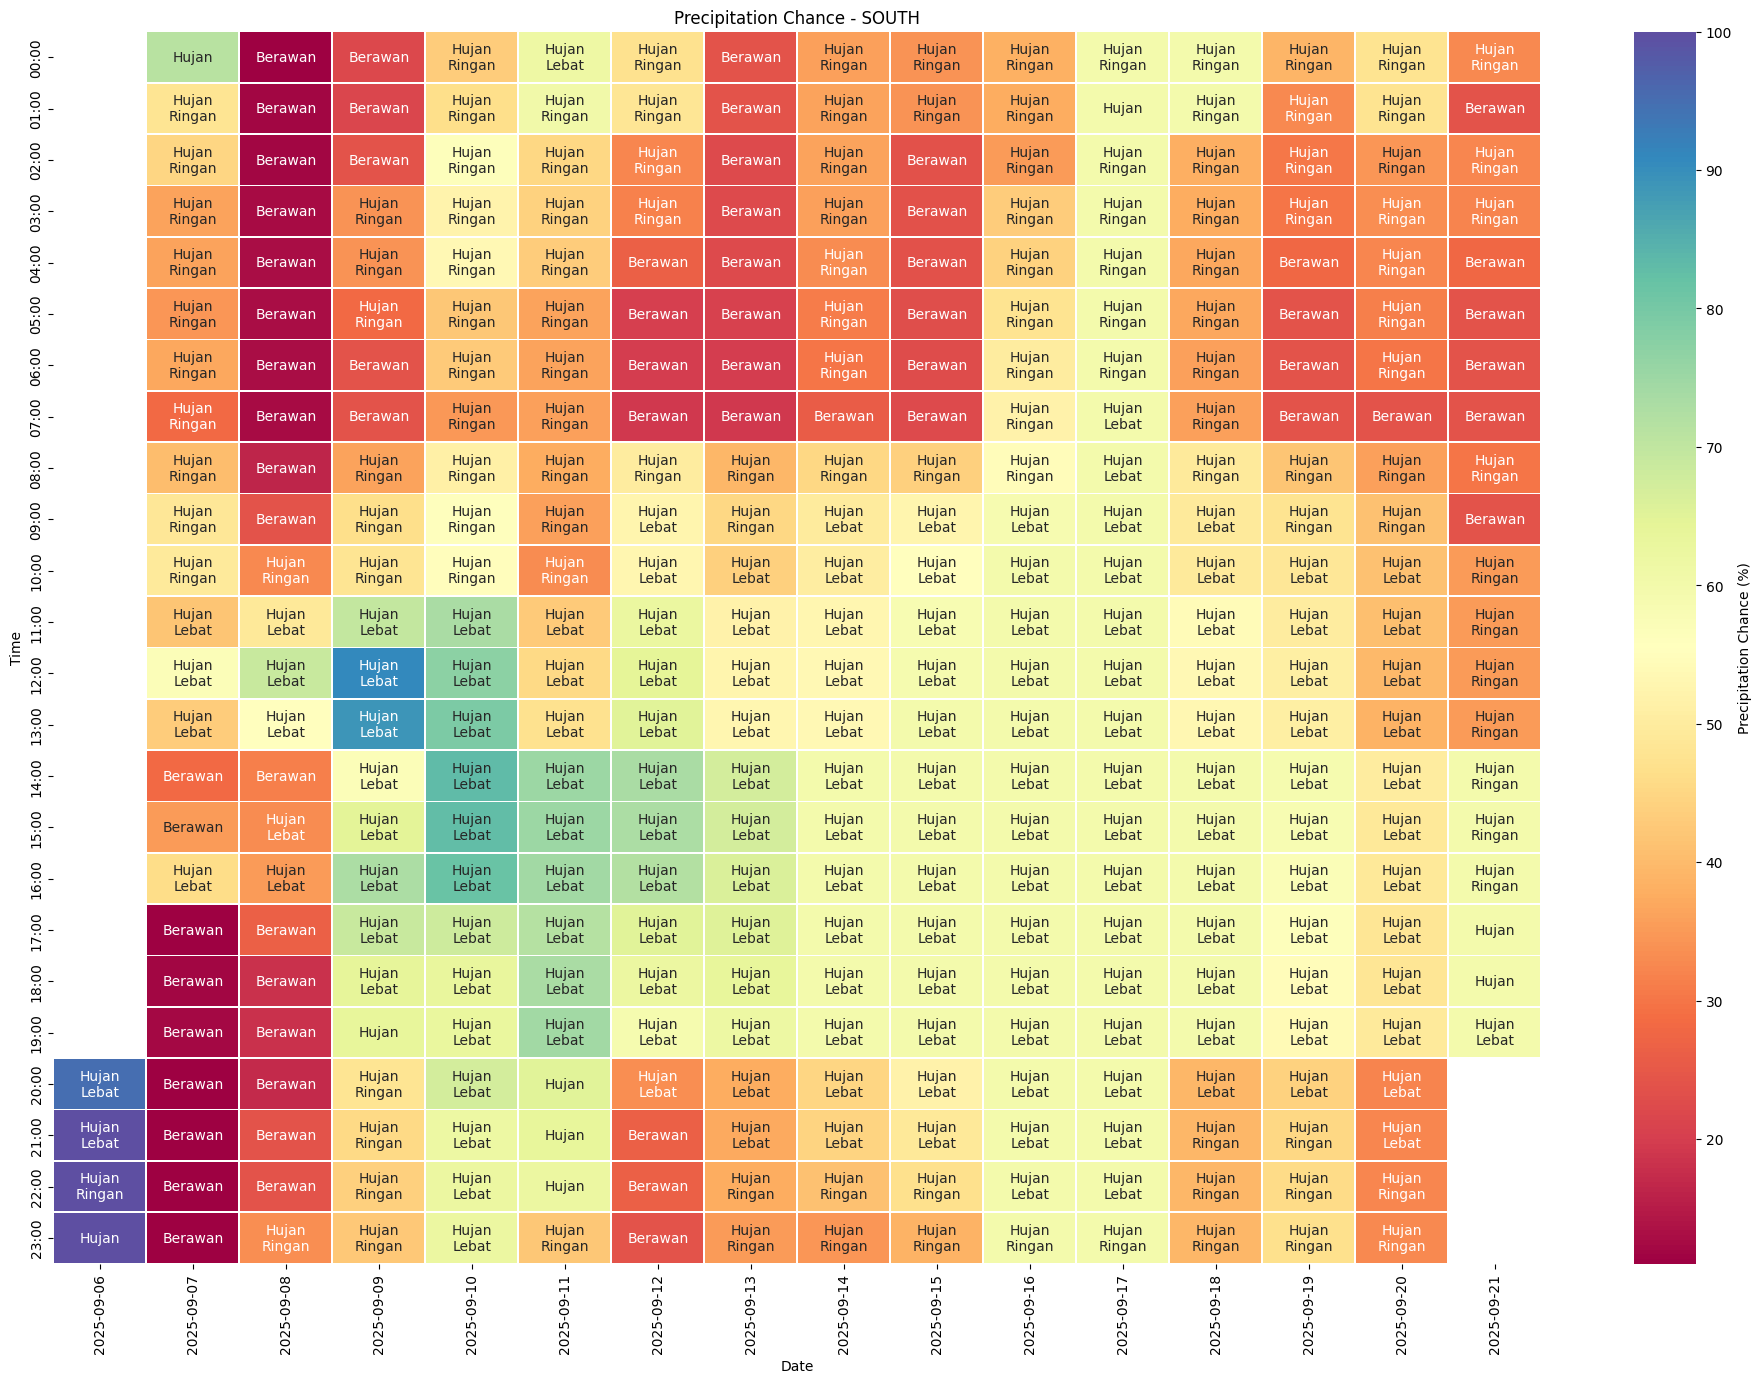 Precipitation Chance - SOUTH
00:00 Hujan Berawan Berawan Hujan Ringan Hujan Lebat Hujan Ringan Berawan Hujan Ringan Hujan Ringan Hujan Ringan Hujan Ringan Hujan Ringan Hujan Ringan Hujan Ringan Hujan Ringan
01:00 Hujan Ringan Berawan Berawan Hujan Ringan Hujan Ringan Hujan Ringan Berawan Hujan Ringan Hujan Ringan Hujan Ringan Hujan Hujan Ringan Hujan Ringan Hujan Ringan Berawan
02:00 Hujan Ringan Berawan Berawan Hujan Ringan Hujan Ringan Hujan Ringan Berawan Hujan Ringan Berawan Hujan Ringan Hujan Ringan Hujan Ringan Hujan Ringan Hujan Ringan Hujan Ringan
03:00 Hujan Ringan Berawan Hujan Ringan Hujan Ringan Hujan Ringan Hujan Ringan Berawan Hujan Ringan Berawan Hujan Ringan Hujan Ringan Hujan Ringan Hujan Ringan Hujan Ringan Hujan Ringan
04:00 Hujan Ringan Berawan Hujan Ringan Hujan Ringan Hujan Ringan Berawan Berawan Hujan Ringan Berawan Hujan Ringan Hujan Ringan Hujan Ringan Berawan Hujan Ringan Berawan
05:00 Hujan Ringan Berawan Hujan Ringan Hujan Ringan Hujan Ringan Berawan Berawan Hujan Ringan Berawan Hujan Ringan Hujan Ringan Hujan Ringan Berawan Hujan Ringan Berawan
06:00 Hujan Ringan Berawan Berawan Hujan Ringan Hujan Ringan Berawan Berawan Hujan Ringan Berawan Hujan Ringan Hujan Ringan Hujan Ringan Berawan Hujan Ringan Berawan
07:00 Hujan Ringan Berawan Berawan Hujan Ringan Hujan Ringan Berawan Berawan Berawan Berawan Hujan Ringan Hujan Lebat Hujan Ringan Berawan Berawan Berawan
08:00 Hujan Ringan Berawan Hujan Ringan Hujan Ringan Hujan Ringan Hujan Ringan Hujan Ringan Hujan Ringan Hujan Ringan Hujan Ringan Hujan Lebat Hujan Ringan Hujan Ringan Hujan Ringan Hujan Ringan
09:00 Hujan Ringan Berawan Hujan Ringan Hujan Ringan Hujan Ringan Hujan Lebat Hujan Ringan Hujan Lebat Hujan Lebat Hujan Lebat Hujan Lebat Hujan Lebat Hujan Ringan Hujan Ringan Berawan
10:00 Hujan Ringan Hujan Ringan Hujan Ringan Hujan Ringan Hujan Ringan Hujan Lebat Hujan Lebat Hujan Lebat Hujan Lebat Hujan Lebat Hujan Lebat Hujan Lebat Hujan Lebat Hujan Lebat Hujan Ringan
11:00 Hujan Lebat Hujan Lebat Hujan Lebat Hujan Lebat Hujan Lebat Hujan Lebat Hujan Lebat Hujan Lebat Hujan Lebat Hujan Lebat Hujan Lebat Hujan Lebat Hujan Lebat Hujan Lebat Hujan Ringan
12:00 Hujan Lebat Hujan Lebat Hujan Lebat Hujan Lebat Hujan Lebat Hujan Lebat Hujan Lebat Hujan Lebat Hujan Lebat Hujan Lebat Hujan Lebat Hujan Lebat Hujan Lebat Hujan Lebat Hujan Ringan
13:00 Hujan Lebat Hujan Lebat Hujan Lebat Hujan Lebat Hujan Lebat Hujan Lebat Hujan Lebat Hujan Lebat Hujan Lebat Hujan Lebat Hujan Lebat Hujan Lebat Hujan Lebat Hujan Lebat Hujan Ringan
14:00 Berawan Berawan Hujan Lebat Hujan Lebat Hujan Lebat Hujan Lebat Hujan Lebat Hujan Lebat Hujan Lebat Hujan Lebat Hujan Lebat Hujan Lebat Hujan Lebat Hujan Lebat Hujan Ringan
15:00 Berawan Hujan Lebat Hujan Lebat Hujan Lebat Hujan Lebat Hujan Lebat Hujan Lebat Hujan Lebat Hujan Lebat Hujan Lebat Hujan Lebat Hujan Lebat Hujan Lebat Hujan Lebat Hujan Ringan
16:00 Hujan Lebat Hujan Lebat Hujan Lebat Hujan Lebat Hujan Lebat Hujan Lebat Hujan Lebat Hujan Lebat Hujan Lebat Hujan Lebat Hujan Lebat Hujan Lebat Hujan Lebat Hujan Lebat Hujan Ringan
17:00 Berawan Berawan Hujan Lebat Hujan Lebat Hujan Lebat Hujan Lebat Hujan Lebat Hujan Lebat Hujan Lebat Hujan Lebat Hujan Lebat Hujan Lebat Hujan Lebat Hujan Lebat Hujan
18:00 Berawan Berawan Hujan Lebat Hujan Lebat Hujan Lebat Hujan Lebat Hujan Lebat Hujan Lebat Hujan Lebat Hujan Lebat Hujan Lebat Hujan Lebat Hujan Lebat Hujan Lebat Hujan
19:00 Berawan Berawan Hujan Hujan Lebat Hujan Lebat Hujan Lebat Hujan Lebat Hujan Lebat Hujan Lebat Hujan Lebat Hujan Lebat Hujan Lebat Hujan Lebat Hujan Lebat Hujan Lebat
20:00 Hujan Lebat Berawan Berawan Hujan Ringan Hujan Lebat Hujan Hujan Lebat Hujan Lebat Hujan Lebat Hujan Lebat Hujan Lebat Hujan Lebat Hujan Lebat Hujan Lebat Hujan Lebat
21:00 Hujan Lebat Berawan Berawan Hujan Ringan Hujan Lebat Hujan Berawan Hujan Lebat Hujan Lebat Hujan Lebat Hujan Lebat Hujan Lebat Hujan Ringan Hujan Ringan Hujan Lebat
22:00 Hujan Ringan Berawan Berawan Hujan Ringan Hujan Lebat Hujan Berawan Hujan Ringan Hujan Ringan Hujan Ringan Hujan Lebat Hujan Lebat Hujan Ringan Hujan Ringan Hujan Ringan
23:00 Hujan Berawan Hujan Ringan Hujan Ringan Hujan Lebat Hujan Ringan Berawan Hujan Ringan Hujan Ringan Hujan Ringan Hujan Ringan Hujan Ringan Hujan Ringan Hujan Ringan Hujan Ringan
Time
2025-09-06 2025-09-07 2025-09-08 2025-09-09 2025-09-10 2025-09-11 2025-09-12 2025-09-13 2025-09-14 2025-09-15 2025-09-16 2025-09-17 2025-09-18 2025-09-19 2025-09-20 2025-09-21
Date
100
90
80
70
60
50
40
30
20
Precipitation Chance (%)